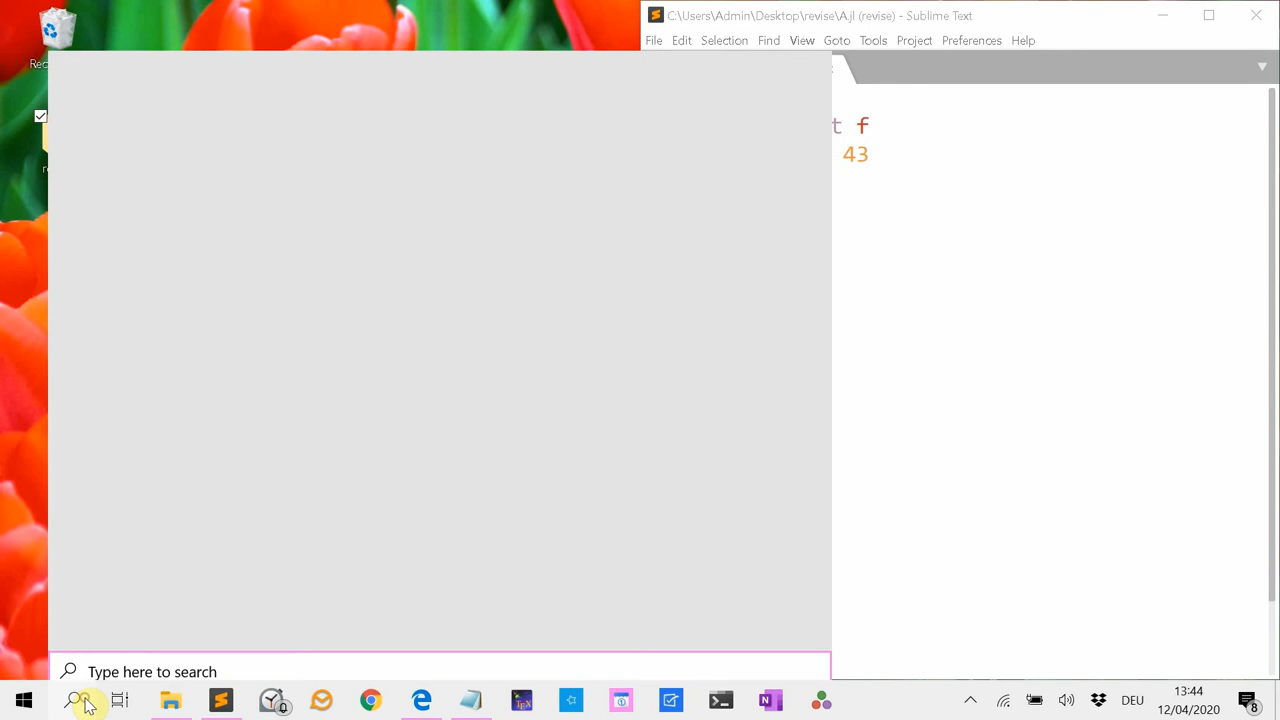 C:\Users\Admin\Desktop\revise\A.jl (revise) - Sublime Text
File Edit Selection Find View Goto Tools Project Preferences Help
Rec
t f
43
Type here to search
DEU
13:44
12/04/2020
8